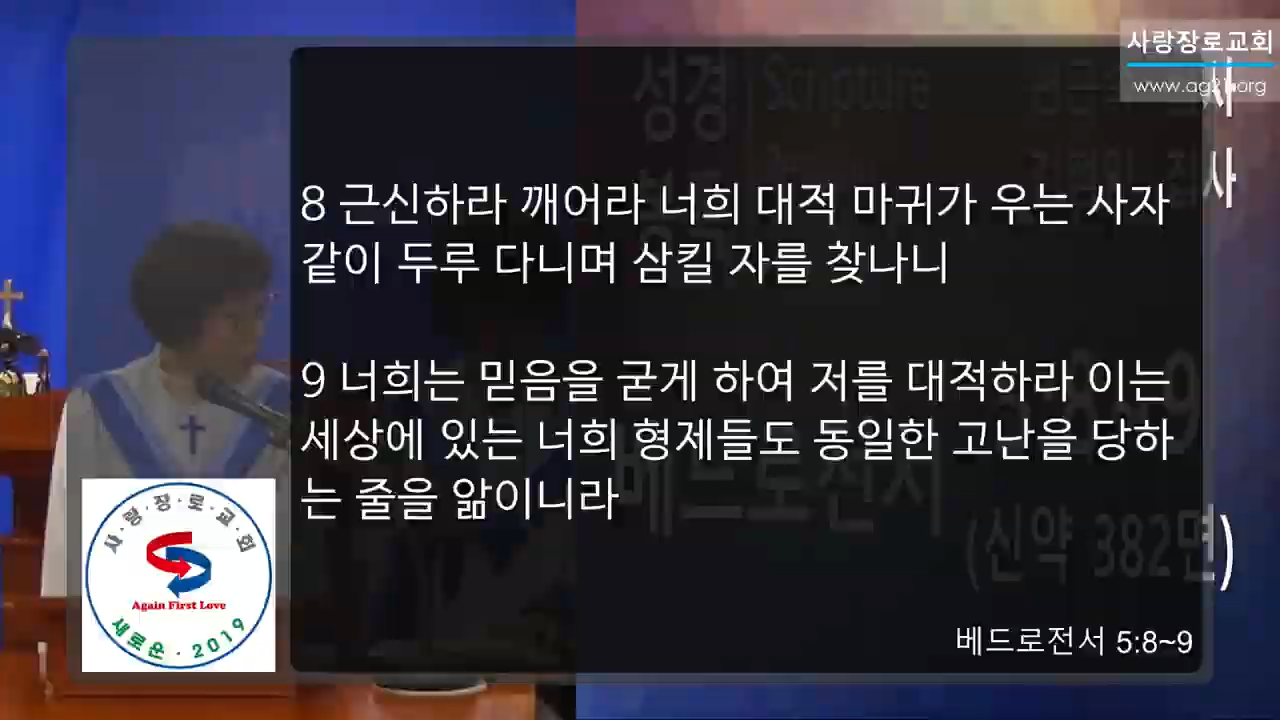 사랑장로교회
www.ag21.org
성경
Scripture
8 근신하라 깨어라 너희 대적 마귀가 우는 사자
같이 두루 다니며 삼킬 자를 찾나니
9 너희는 믿음을 굳게 하여 저를 대적하라 이는
세상에 있는 너희 형제들도 동일한 고난을 당하
는 줄을 앎이니라
베드로전서
(신약 382면)
베드로전서 5:8~9
사·랑·장·로·교·회
Again First Love
새로운·2019